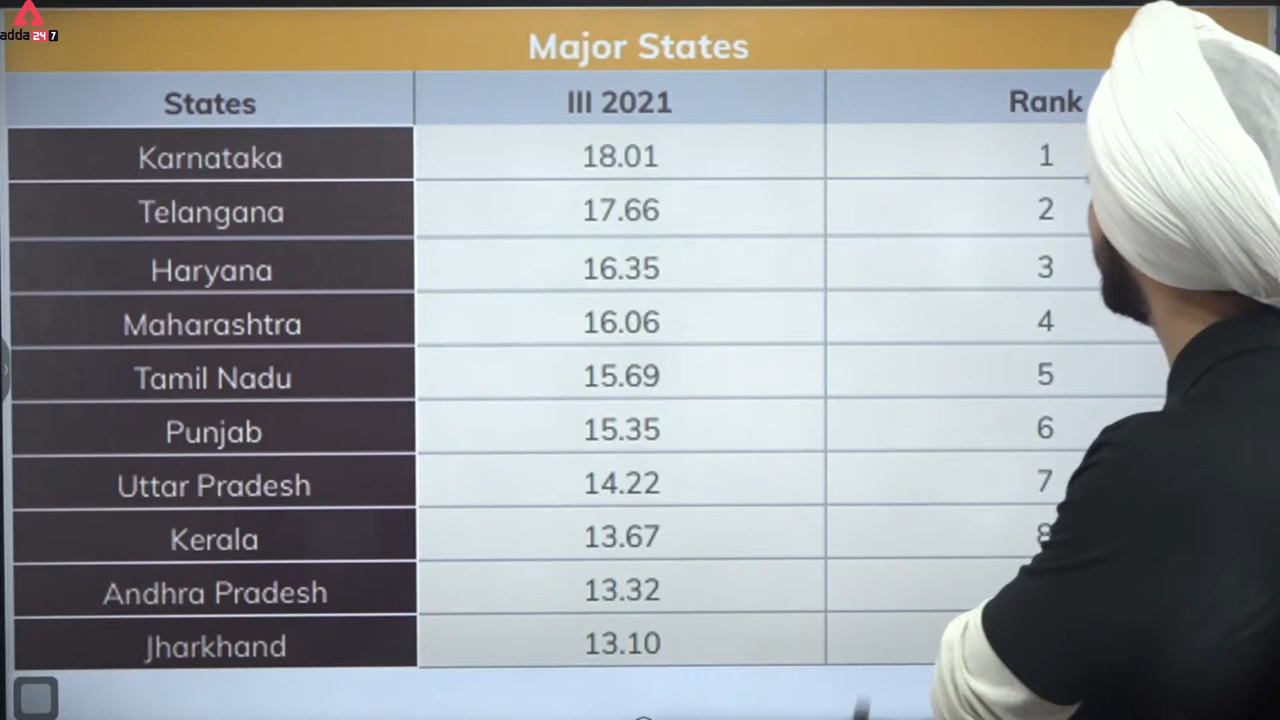 adda247
Major States
States III 2021 Rank
Karnataka 18.01 1
Telangana 17.66 2
Haryana 16.35 3
Maharashtra 16.06 4
Tamil Nadu 15.69 5
Punjab 15.35 6
Uttar Pradesh 14.22 7
Kerala 13.67 8
Andhra Pradesh 13.32
Jharkhand 13.10